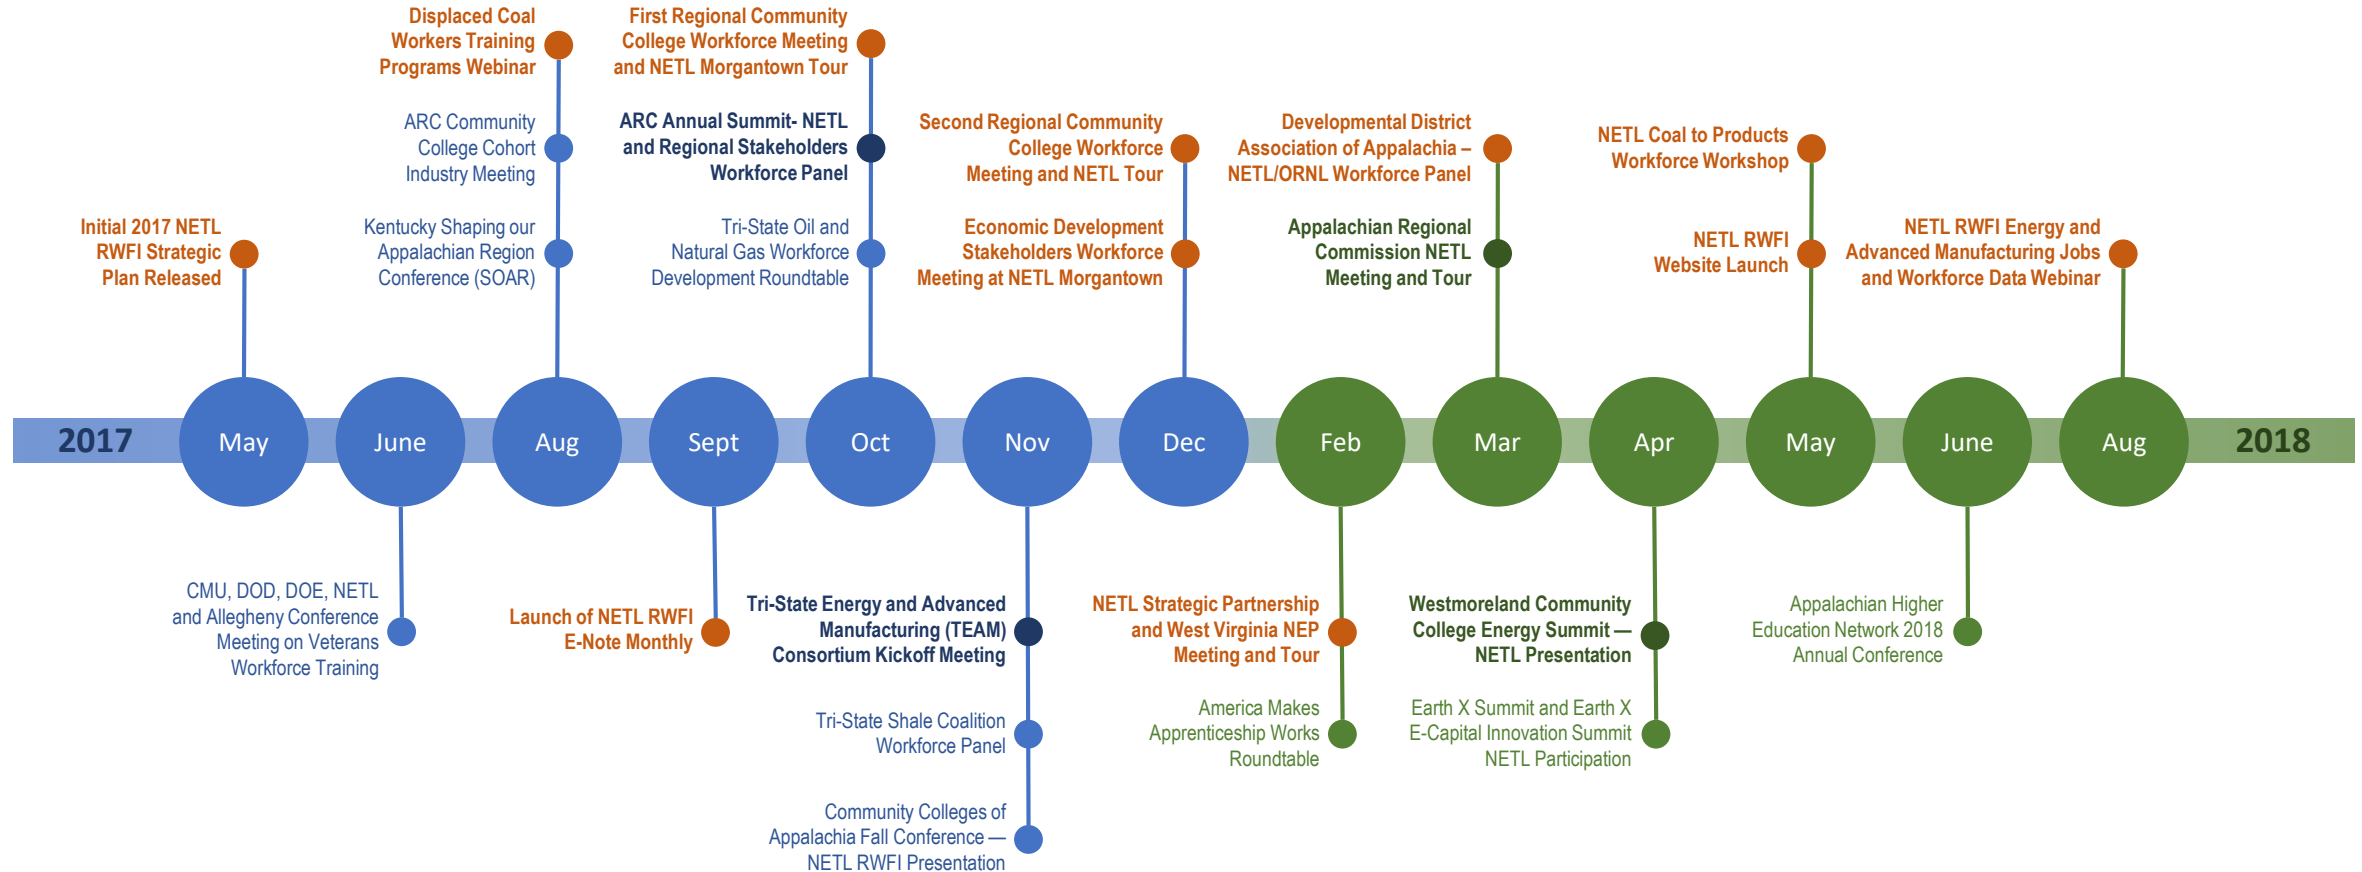 Displaced Coal
Workers Training
Programs Webinar
First Regional Community
College Workforce Meeting
and NETL Morgantown Tour
ARC Community
College Cohort
Industry Meeting
ARC Annual Summit- NETL
and Regional Stakeholders
Workforce Panel
Second Regional Community
College Workforce
Meeting and NETL Tour
Developmental District
Association of Appalachia –
NETL/ORNL Workforce Panel
NETL Coal to Products
Workforce Workshop
Initial 2017 NETL
RWFI Strategic
Plan Released
Kentucky Shaping our
Appalachian Region
Conference (SOAR)
Tri-State Oil and
Natural Gas Workforce
Development Roundtable
Economic Development
Stakeholders Workforce
Meeting at NETL Morgantown
Appalachian Regional
Commission NETL
Meeting and Tour
NETL RWFI
Website Launch
NETL RWFI Energy and
Advanced Manufacturing Jobs
and Workforce Data Webinar
2017
May
June
Aug
Sept
Oct
Nov
Dec
Feb
Mar
Apr
May
June
Aug
2018
CMU, DOD, DOE, NETL
and Allegheny Conference
Meeting on Veterans
Workforce Training
Launch of NETL RWFI
E-Note Monthly
Tri-State Energy and Advanced
Manufacturing (TEAM)
Consortium Kickoff Meeting
NETL Strategic Partnership
and West Virginia NEP
Meeting and Tour
Westmoreland Community
College Energy Summit —
NETL Presentation
Appalachian Higher
Education Network 2018
Annual Conference
Tri-State Shale Coalition
Workforce Panel
America Makes
Apprenticeship Works
Roundtable
Earth X Summit and Earth X
E-Capital Innovation Summit
NETL Participation
Community Colleges of
Appalachia Fall Conference —
NETL RWFI Presentation